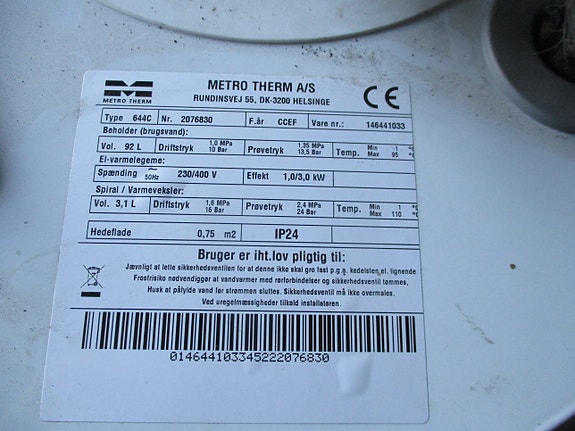 METRO THERM
METRO THERM A/S
RUNDINSVEJ 55, DK-3200 HELSINGE
CE
Type 644C Nr. 2076830 F.år CCEF Vare nr.: 146441033
Beholder (brugsvand):
Vol. 92 L Driftstryk 1,0 MPa 10 Bar Prøvetryk 1,35 MPa 13,5 Bar Temp. Min 1 °C Max 95 °C
El-varmelegeme:
Spænding ~ 50Hz 230/400 V Effekt 1,0/3,0 kW
Spiral / Varmeveksler:
Vol. 3,1 L Driftstryk 1,6 MPa 16 Bar Prøvetryk 2,4 MPa 24 Bar Temp. Min 1 °C Max 110 °C
Hedeflade 0,75 m2 IP24
Bruger er iht.lov pligtig til:
Jævnligt at lette sikkerhedsventilen for at denne ikke skal gro fast p.g.a. kedelsten el. lignende
Frostrisiko nødvendiggør at vandvarmer med rørforbindelser og sikkerhedsventil tømmes,
Husk at påfylde vand før strømmen sluttes. Sikkerhedsventil må ikke overmales.
Ved uregelmæssigheder tilkald installatøren.
014644103345222076830